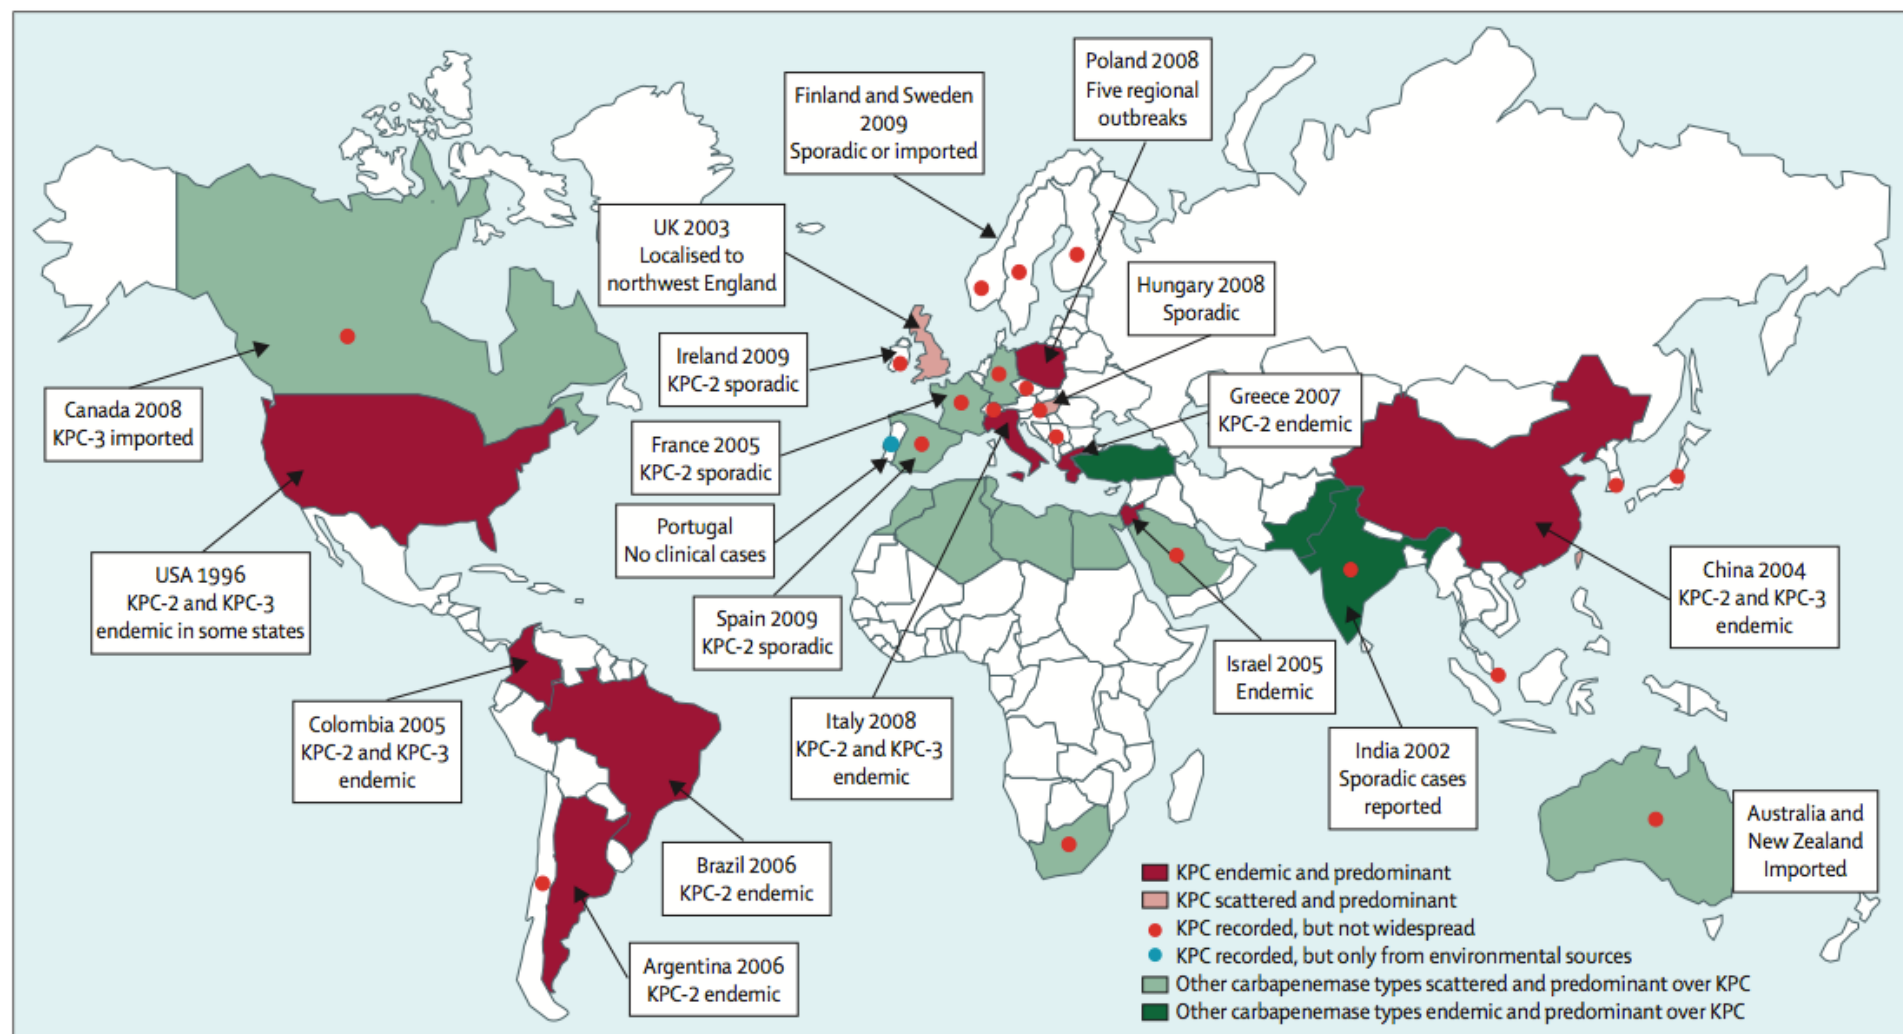 Poland 2008
Five regional
outbreaks
Finland and Sweden
2009
Sporadic or imported
UK 2003
Localised to
northwest England
Hungary 2008
Sporadic
Ireland 2009
KPC-2 sporadic
Greece 2007
KPC-2 endemic
Canada 2008
KPC-3 imported
France 2005
KPC-2 sporadic
Portugal
No clinical cases
USA 1996
KPC-2 and KPC-3
endemic in some states
China 2004
KPC-2 and KPC-3
endemic
Spain 2009
KPC-2 sporadic
Israel 2005
Endemic
Colombia 2005
KPC-2 and KPC-3
endemic
Italy 2008
KPC-2 and KPC-3
endemic
India 2002
Sporadic cases
reported
Australia and
New Zealand
Imported
Brazil 2006
KPC-2 endemic
Argentina 2006
KPC-2 endemic
KPC endemic and predominant
KPC scattered and predominant
KPC recorded, but not widespread
KPC recorded, but only from environmental sources
Other carbapenemase types scattered and predominant over KPC
Other carbapenemase types endemic and predominant over KPC